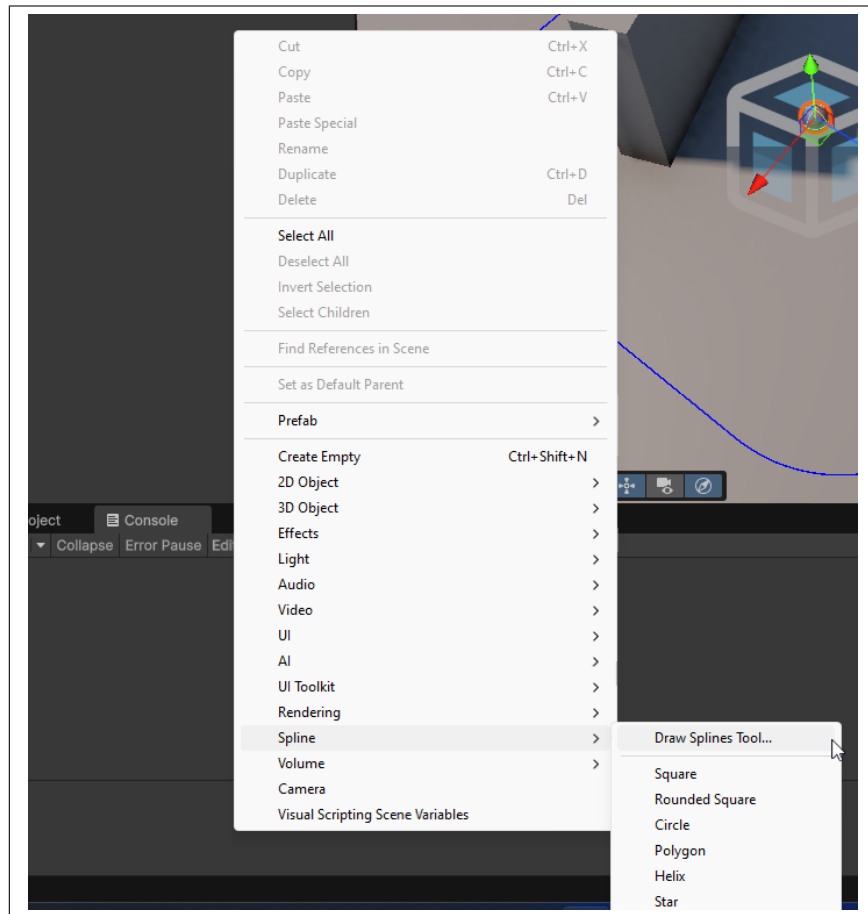 Cut Ctrl+X
Copy Ctrl+C
Paste Ctrl+V
Paste Special
Rename
Duplicate Ctrl+D
Delete Del
Select All
Deselect All
Invert Selection
Select Children
Find References in Scene
Set as Default Parent
Prefab
Create Empty Ctrl+Shift+N
2D Object
3D Object
Effects
Light
Audio
Video
UI
AI
UI Toolkit
Rendering
Spline
Volume
Camera
Visual Scripting Scene Variables
oject Console
Collapse Error Pause Edi
Draw Splines Tool...
Square
Rounded Square
Circle
Polygon
Helix
Star